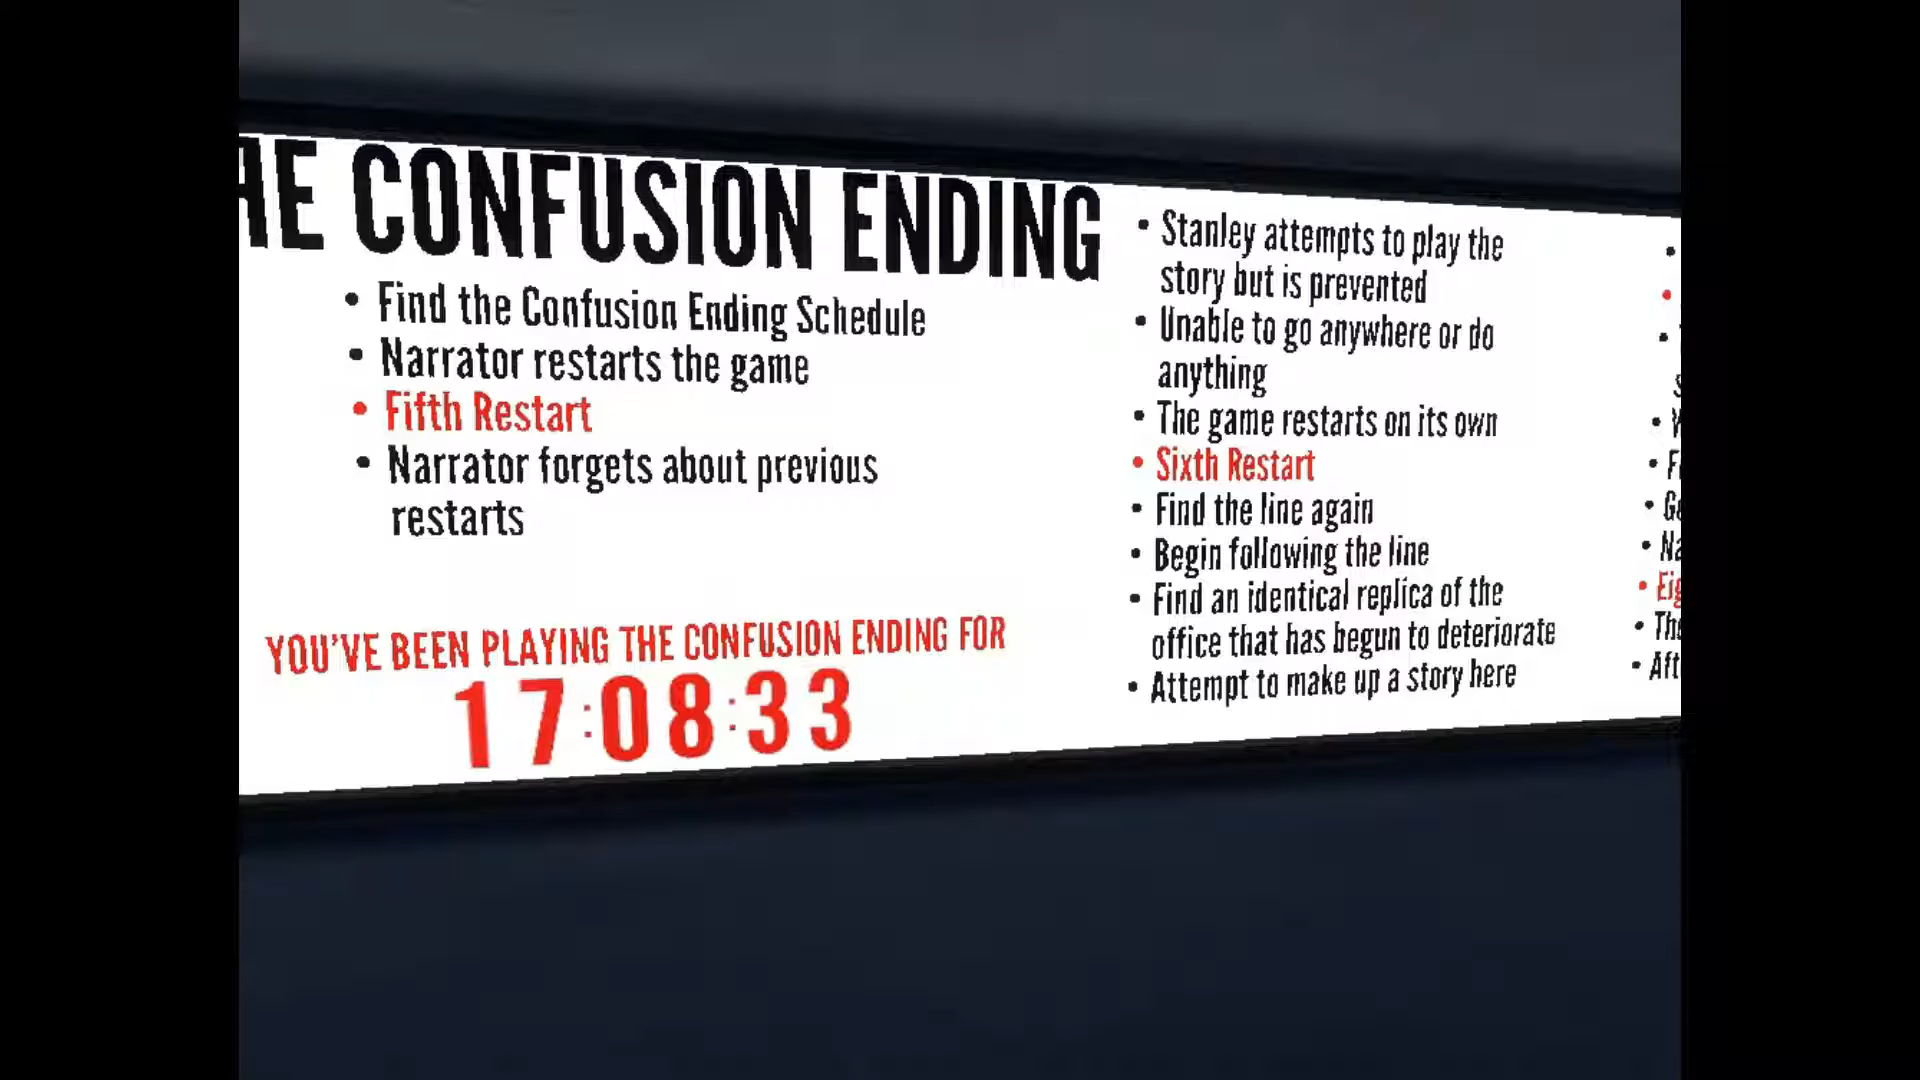 CONFUSION ENDING
• Find the Confusion Ending Schedule
• Narrator restarts the game
• Fifth Restart
• Narrator forgets about previous
restarts
YOU'VE BEEN PLAYING THE CONFUSION ENDING FOR
17:08:33
• Stanley attempts to play the
story but is prevented
• Unable to go anywhere or do
anything
• The game restarts on its own
• Sixth Restart
• Find the line again
• Begin following the line
• Find an identical replica of the
office that has begun to deteriorate
• Attempt to make up a story here